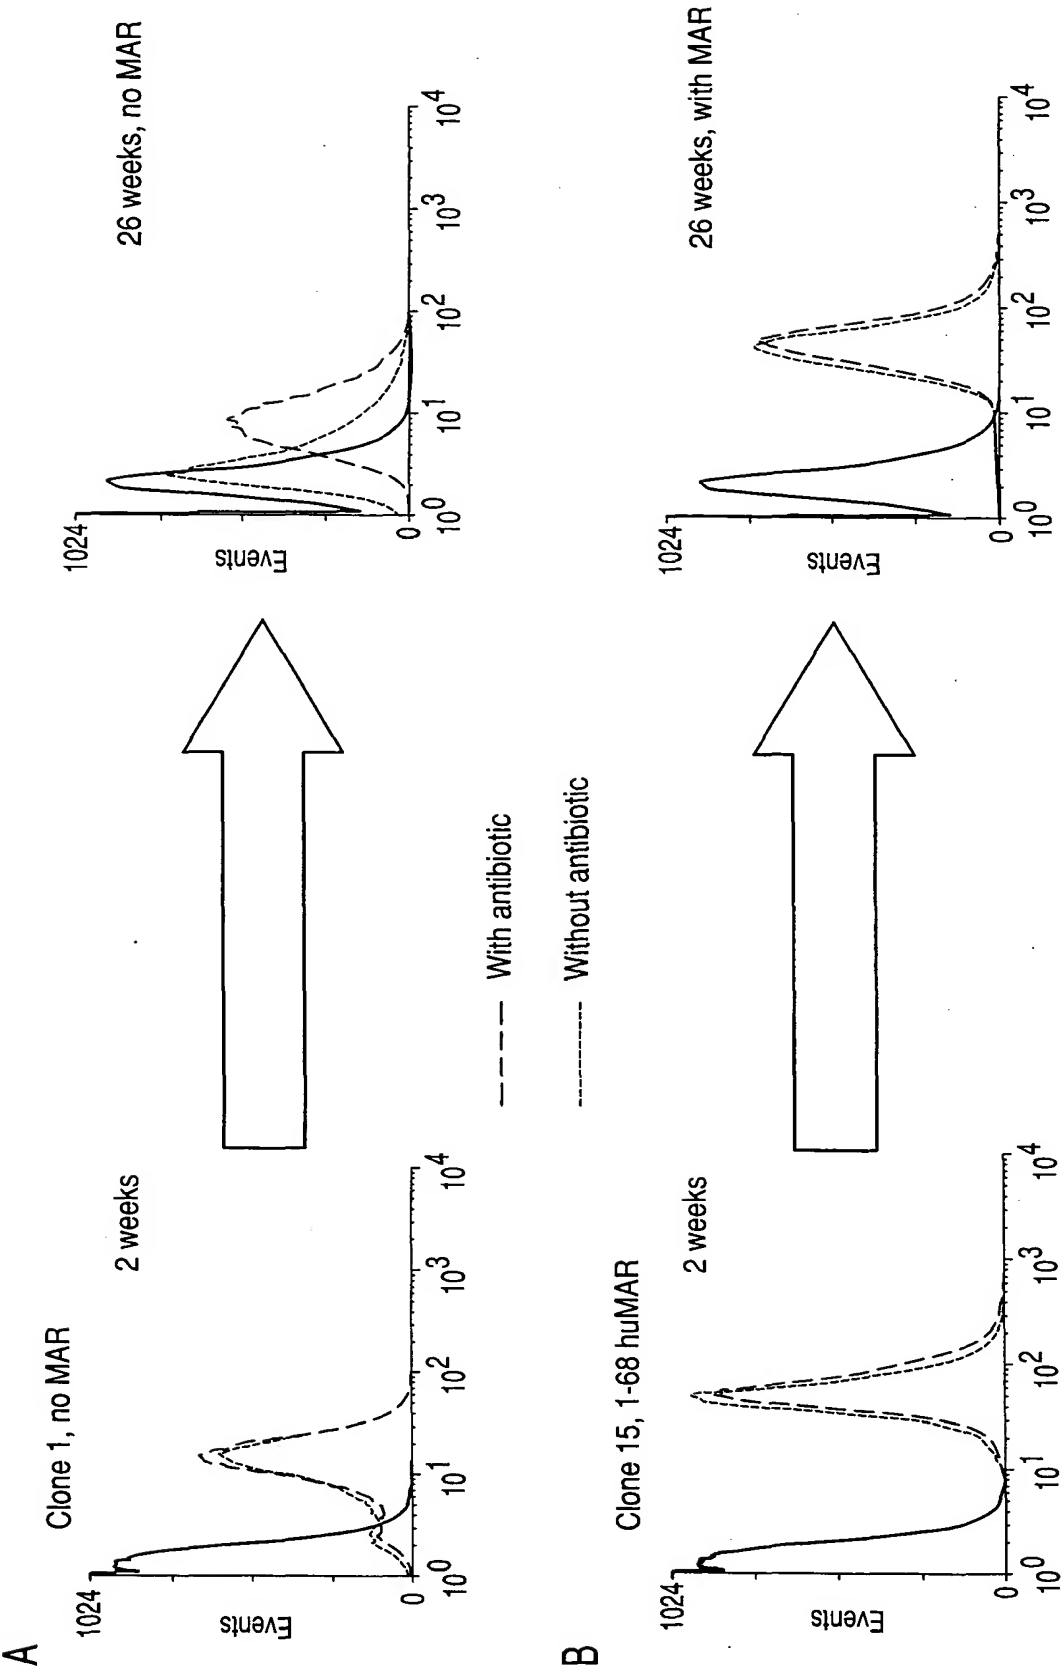 A
Clone 1, no MAR
2 weeks
1024
Events
0
10^0 10^1 10^2 10^3 10^4
26 weeks, no MAR
1024
Events
0
10^0 10^1 10^2 10^3 10^4
With antibiotic
Without antibiotic
B
Clone 15, 1-68 huMAR
2 weeks
1024
Events
0
10^0 10^1 10^2 10^3 10^4
26 weeks, with MAR
1024
Events
0
10^0 10^1 10^2 10^3 10^4